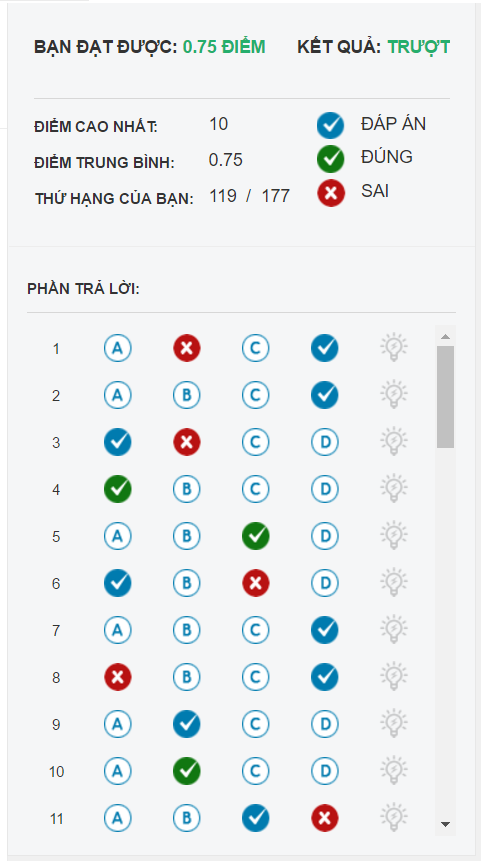 BẠN ĐẠT ĐƯỢC: 0.75 ĐIỂM KẾT QUẢ: TRƯỢT
ĐIỂM CAO NHẤT: 10 ĐÁP ÁN
ĐIỂM TRUNG BÌNH: 0.75 ĐÚNG
THỨ HẠNG CỦA BẠN: 119 / 177 SAI
PHẦN TRẢ LỜI:
1 A C
2 A B C
3 C D
4 B C D
5 A B D
6 B D
7 A B C
8 B C
9 A C D
10 A C D
11 A B